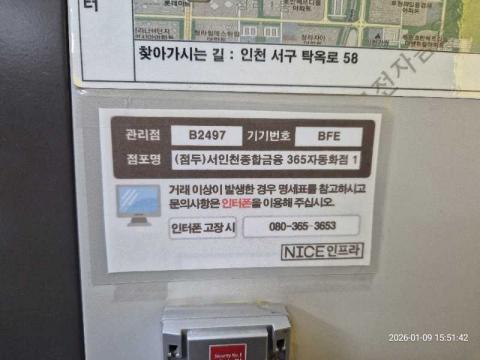 터
찾아가시는 길 : 인천 서구 탁옥로 58
관리점 B2497 기기번호 BFE
점포명 (점두)서인천종합금융 365자동화점 1
거래 이상이 발생한 경우 명세표를 참고하시고
문의사항은 인터폰을 이용해 주십시오.
인터폰 고장 시 080-365-3653
NICE인프라
2026-01-09 15:51:42